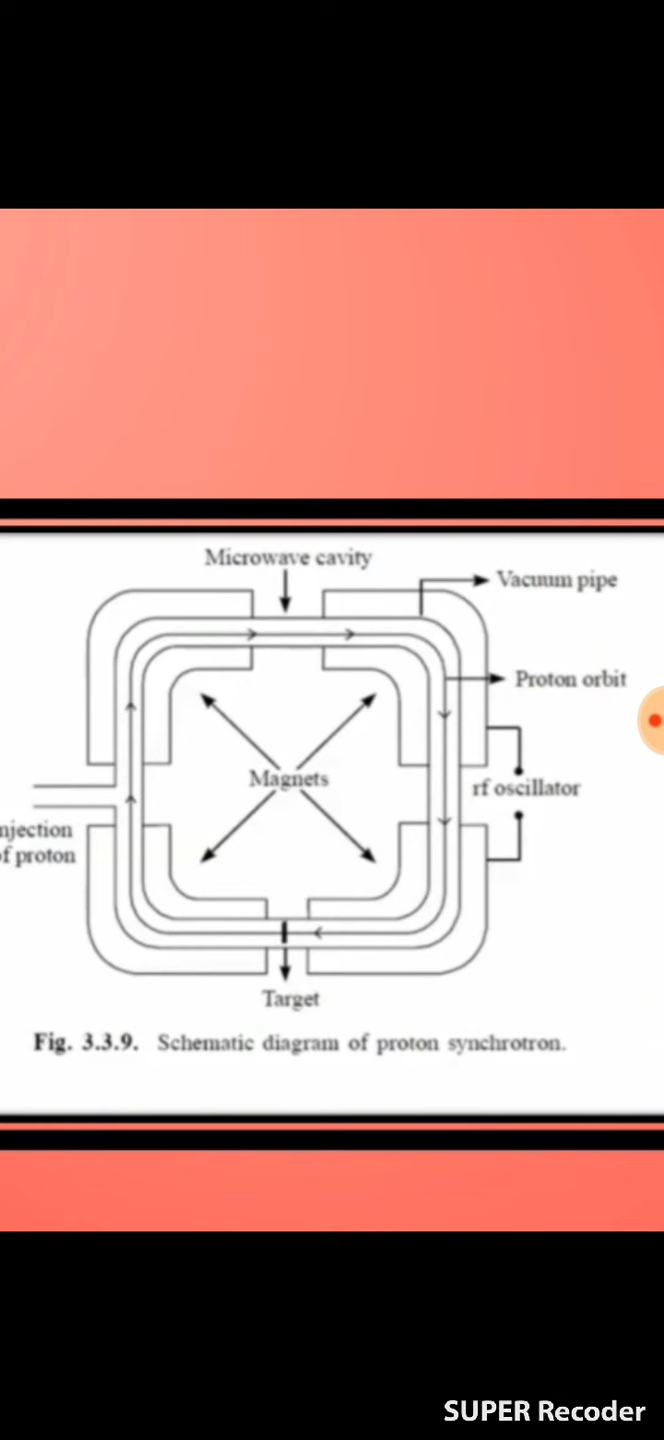 Microwave cavity
Vacuum pipe
Proton orbit
Magnets
rf oscillator
njection
f proton
Target
Fig. 3.3.9. Schematic diagram of proton synchrotron.
SUPER Recoder